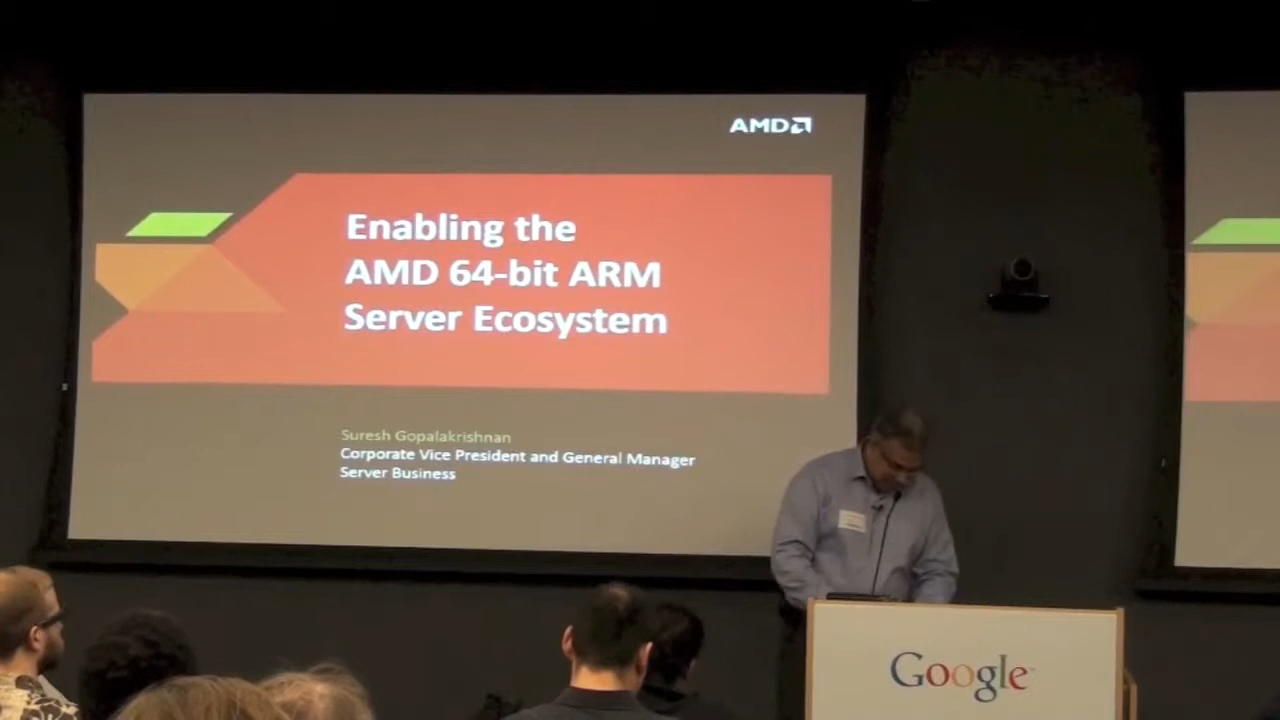 AMD
Enabling the
AMD 64-bit ARM
Server Ecosystem
Suresh Gopalakrishnan
Corporate Vice President and General Manager
Server Business
Google